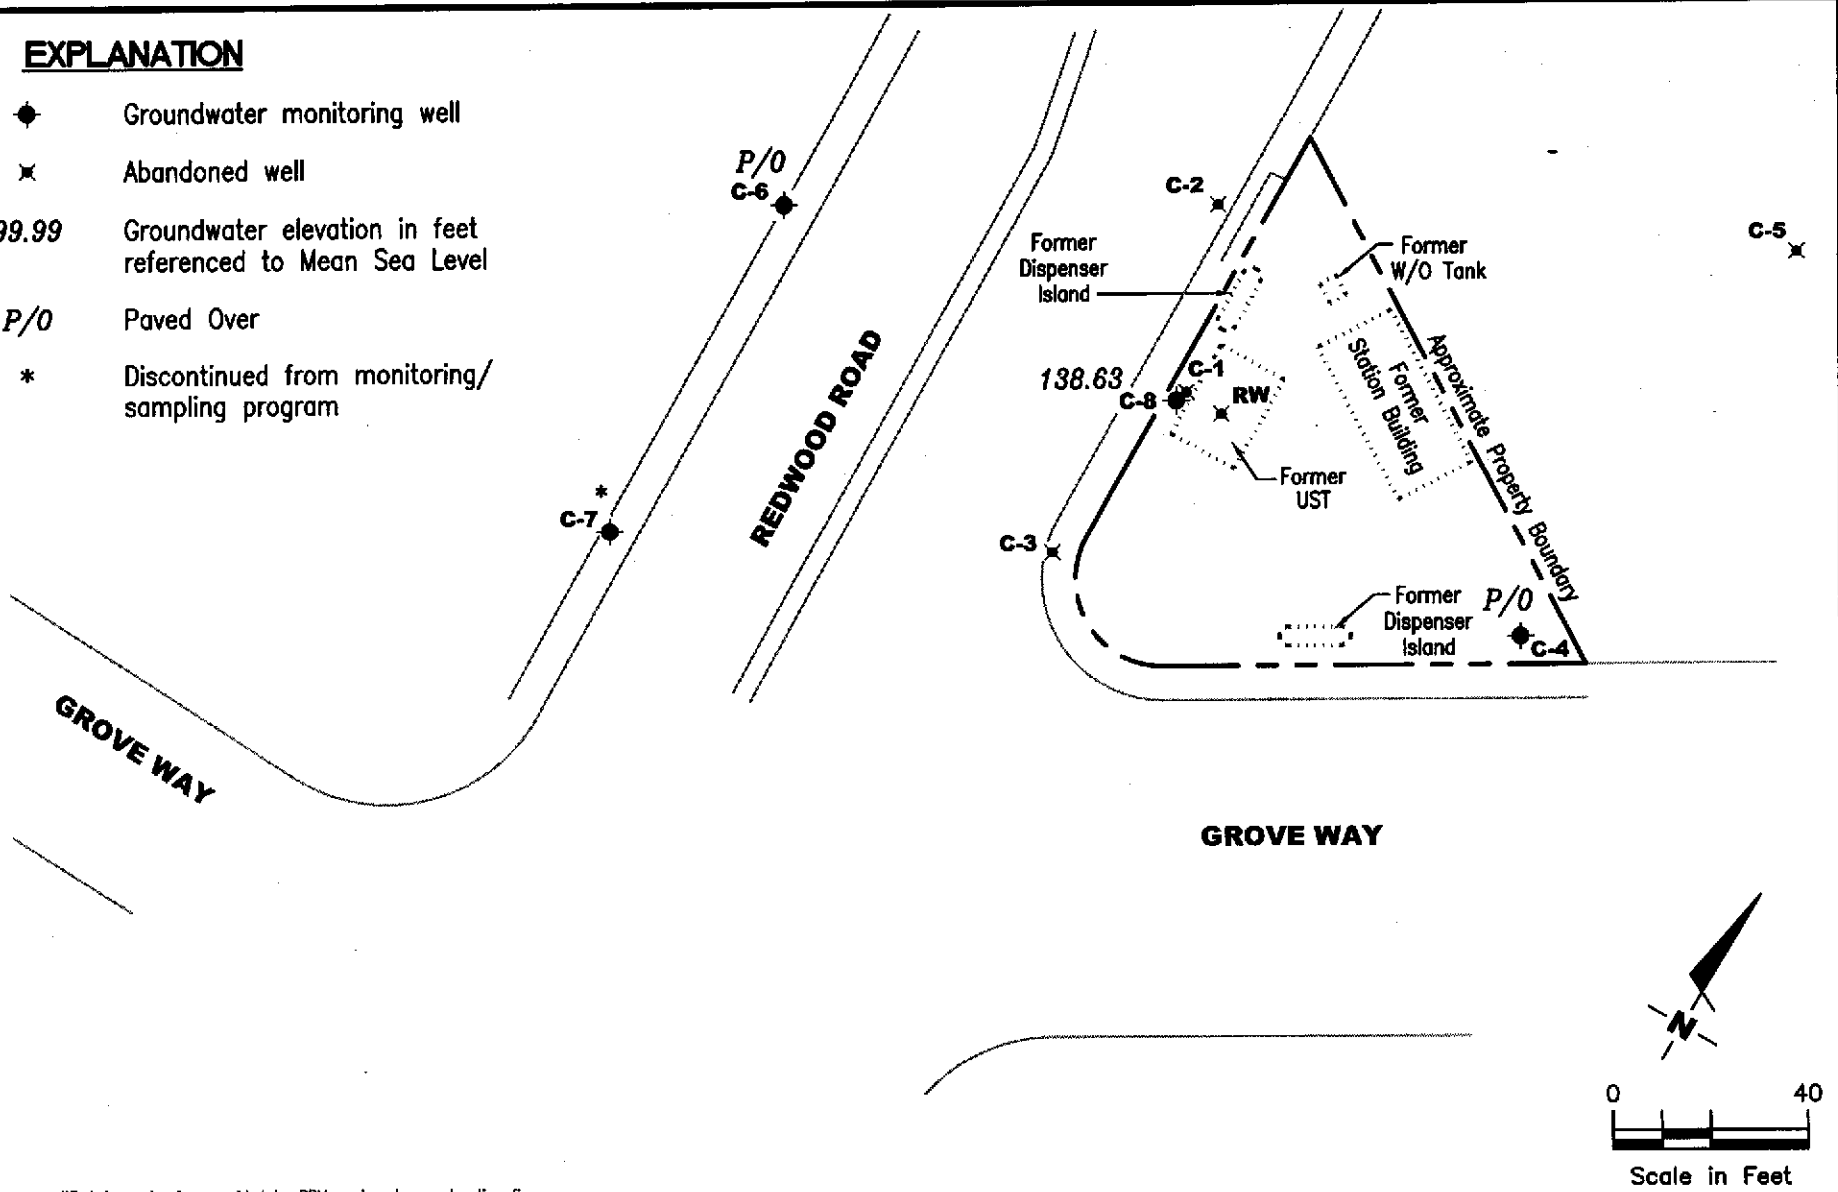 EXPLANATION
Groundwater monitoring well
Abandoned well
99.99 Groundwater elevation in feet
referenced to Mean Sea Level
P/O Paved Over
* Discontinued from monitoring/
sampling program
P/O
C-6
C-2
C-5
Former
Dispenser
Island
Former
W/O Tank
138.63
C-1
C-8
RW
Former
Station Building
Approximate Property Boundary
Former
UST
REDWOOD ROAD
*
C-7
C-3
Former
Dispenser
Island
P/O
C-4
GROVE WAY
GROVE WAY
N
0 40
Scale in Feet